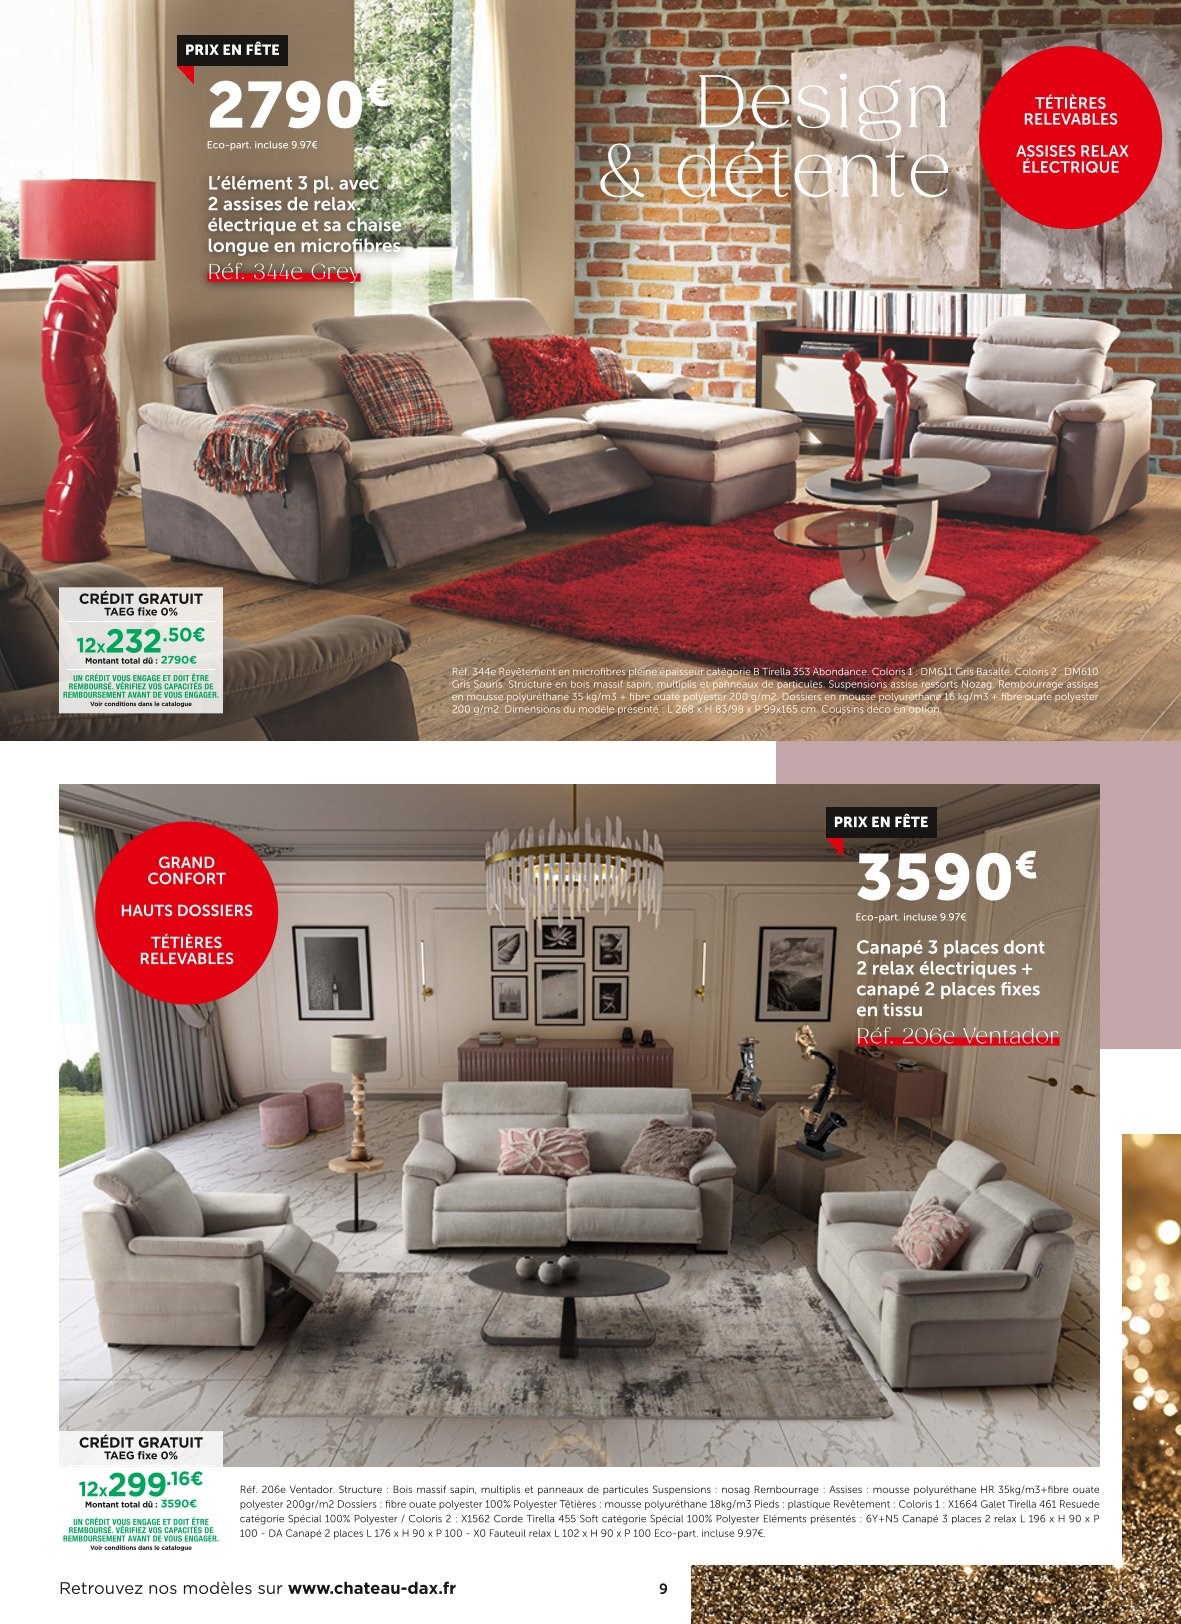 PRIX EN FÊTE
2790€
Eco-part. incluse 9.97€
L'élément 3 pl. avec
2 assises de relax.
électrique et sa chaise
longue en microfibres
Réf. 344e Grey
Design
& détente
TÉTIÈRES
RELEVABLES
ASSISES RELAX
ÉLECTRIQUE
CRÉDIT GRATUIT
TAEG fixe 0%
12x232.50€
Montant total dû : 2790€
UN CRÉDIT VOUS ENGAGE ET DOIT ÊTRE
REMBOURSÉ. VÉRIFIEZ VOS CAPACITÉS DE
REMBOURSEMENT AVANT DE VOUS ENGAGER.
Voir conditions dans le catalogue
Réf. 344e Revêtement en microfibres pleine épaisseur catégorie B Tirella 353 Abondance. Coloris 1 : DM611 Gris Basalte. Coloris 2 : DM610
Gris Souris. Structure en bois massif sapin, multiplis et panneaux de particules. Suspensions assise ressorts Nozag. Rembourrage assises
en mousse polyuréthane 35 kg/m3 + fibre ouate polyester 200 g/m2. Dossiers en mousse polyuréthane 16 kg/m3 + fibre ouate polyester
200 g/m2. Dimensions du modèle présenté : L 268 x H 83/98 x P 99x165 cm. Coussins déco en option.
GRAND
CONFORT
HAUTS DOSSIERS
TÉTIÈRES
RELEVABLES
PRIX EN FÊTE
3590€
Eco-part. incluse 9.97€
Canapé 3 places dont
2 relax électriques +
canapé 2 places fixes
en tissu
Réf. 206e Ventador
CRÉDIT GRATUIT
TAEG fixe 0%
12x299.16€
Montant total dû : 3590€
UN CRÉDIT VOUS ENGAGE ET DOIT ÊTRE
REMBOURSÉ. VÉRIFIEZ VOS CAPACITÉS DE
REMBOURSEMENT AVANT DE VOUS ENGAGER.
Voir conditions dans le catalogue
Réf. 206e Ventador. Structure : Bois massif sapin, multiplis et panneaux de particules Suspensions : nosag Rembourrage : Assises : mousse polyuréthane HR 35kg/m3+fibre ouate
polyester 200gr/m2 Dossiers : fibre ouate polyester 100% Polyester Têtières : mousse polyuréthane 18kg/m3 Pieds : plastique Revêtement : Coloris 1 : X1664 Galet Tirella 461 Resuede
catégorie Spécial 100% Polyester / Coloris 2 : X1562 Corde Tirella 455 Soft catégorie Spécial 100% Polyester Eléments présentés : 6Y+N5 Canapé 3 places 2 relax L 196 x H 90 x P
100 - DA Canapé 2 places L 176 x H 90 x P 100 - X0 Fauteuil relax L 102 x H 90 x P 100 Eco-part. incluse 9.97€.
Retrouvez nos modèles sur www.chateau-dax.fr
9